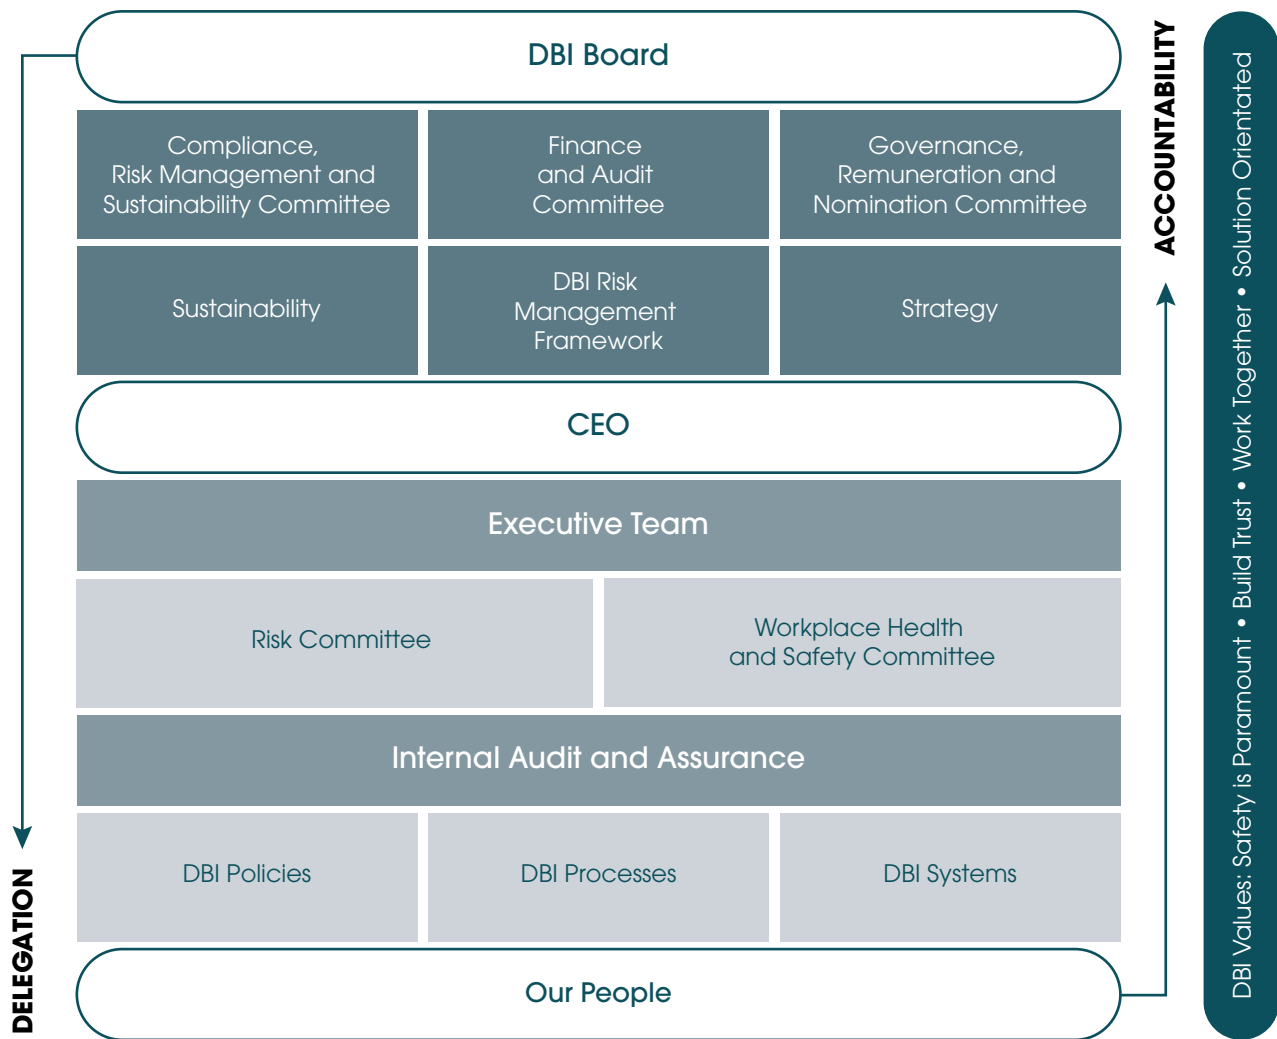 DBI Board
Compliance,
Risk Management and
Sustainability Committee
Finance
and Audit
Committee
Governance,
Remuneration and
Nomination Committee
Sustainability
DBI Risk
Management
Framework
Strategy
CEO
Executive Team
Risk Committee
Workplace Health
and Safety Committee
Internal Audit and Assurance
DBI Policies
DBI Processes
DBI Systems
Our People
DELEGATION
ACCOUNTABILITY
DBI Values: Safety is Paramount • Build Trust • Work Together • Solution Orientated